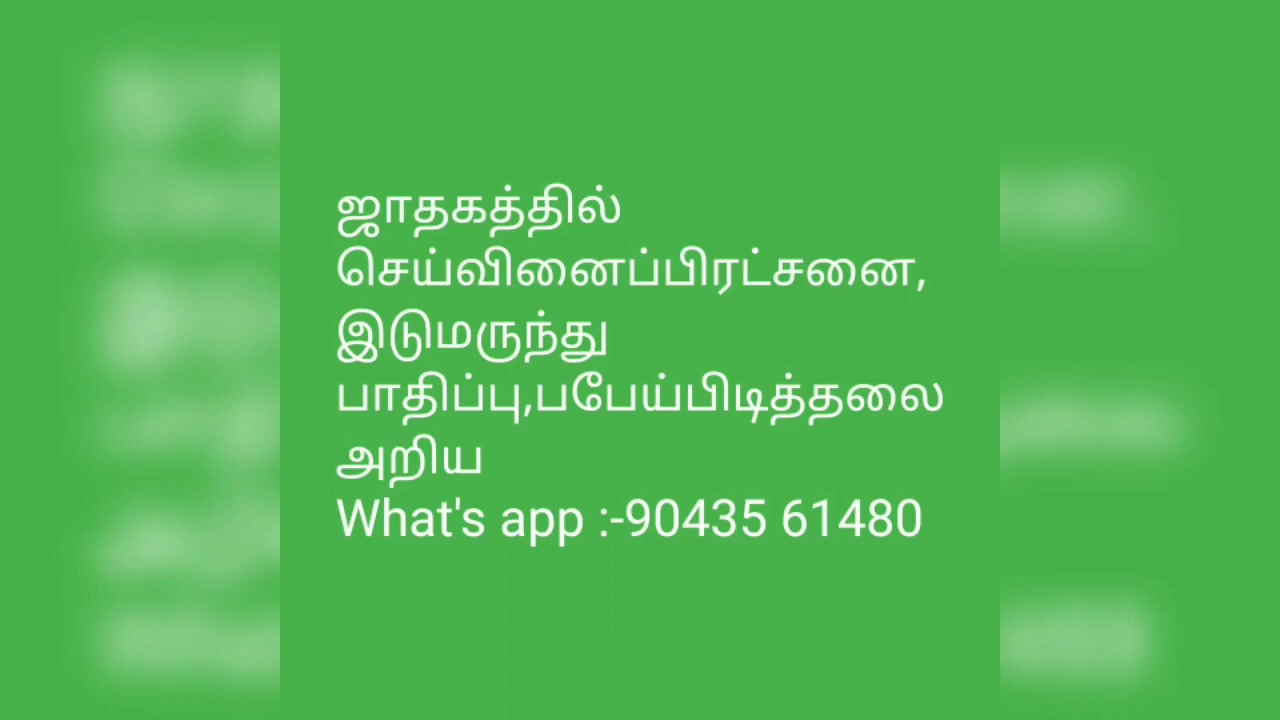 ஜாதகத்தில்
செய்வினைப்பிரட்சனை,
இடுமருந்து
பாதிப்பு,பபேய்பிடித்தலை
அறிய
What's app :-90435 61480